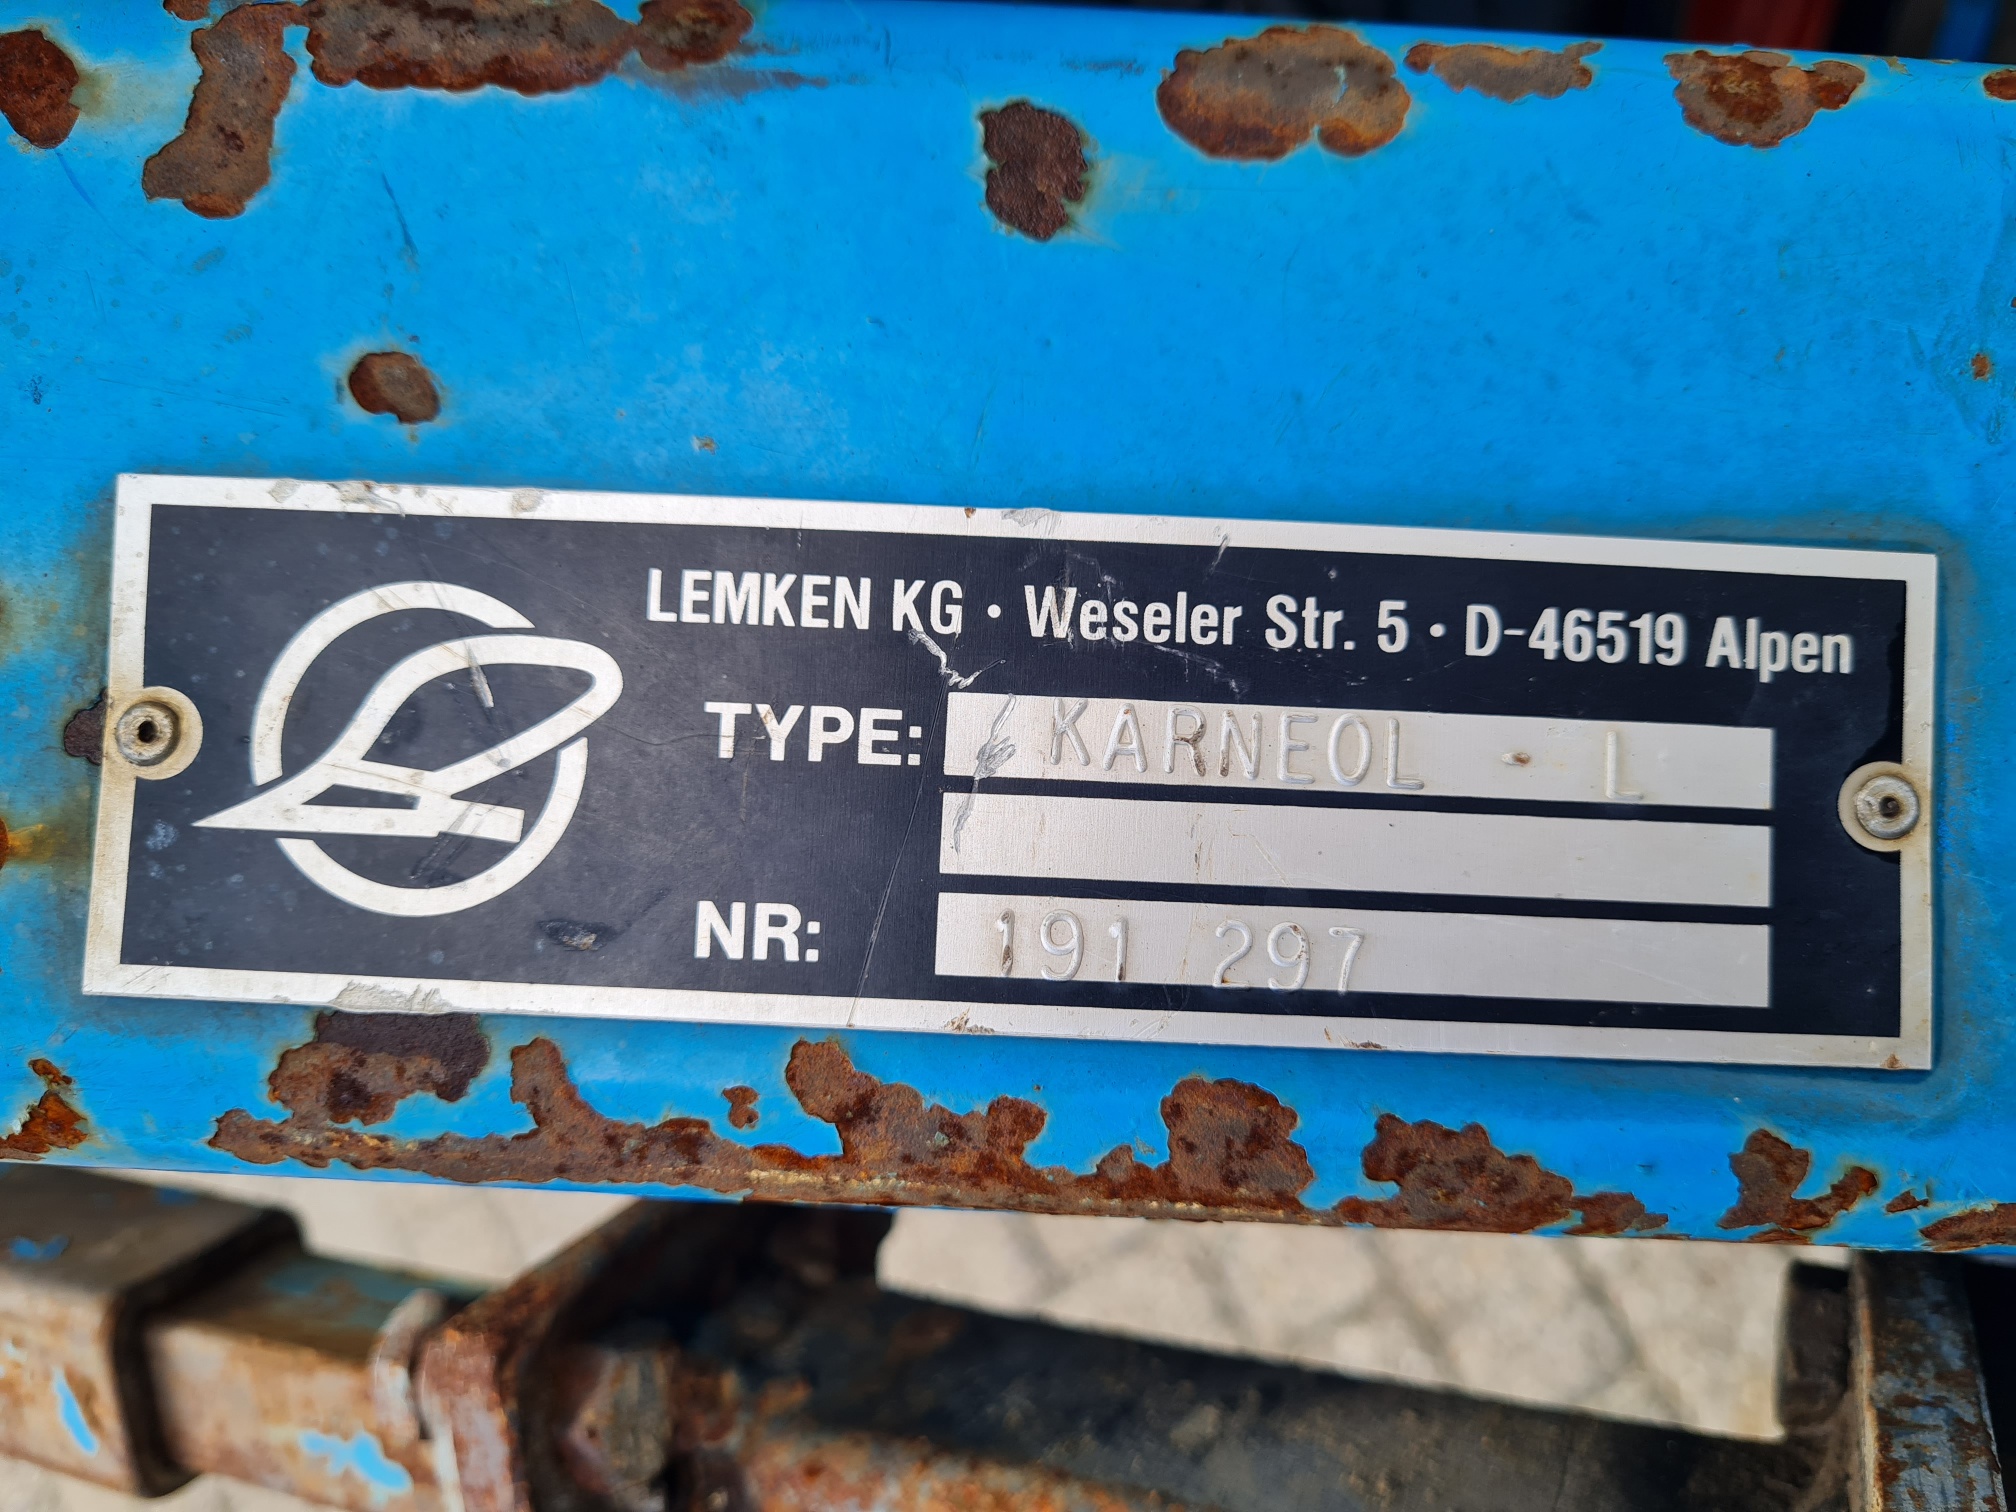 LEMKEN KG · Weseler Str. 5 · D-46519 Alpen
TYPE: KARNEOL - L
NR: 191 297